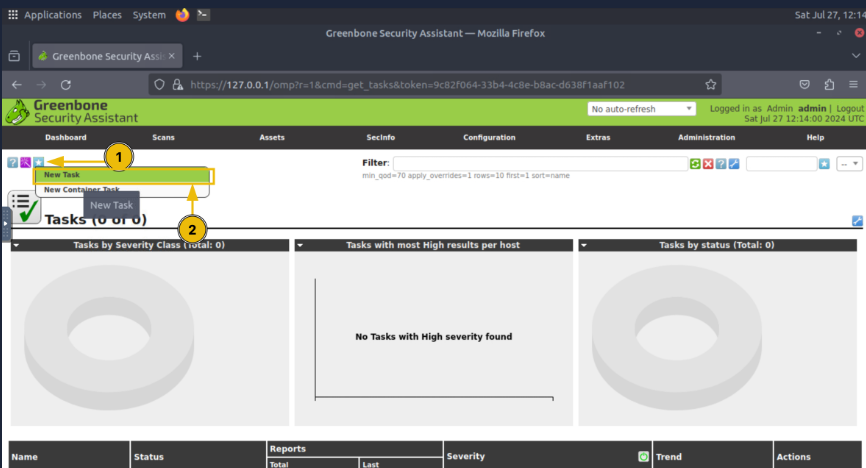 Applications Places System Sat Jul 27, 12:14
Greenbone Security Assistant — Mozilla Firefox
Greenbone Security Assis
https://127.0.0.1/omp?r=1&cmd=get_tasks&token=9c82f064-33b4-4c8e-b8ac-d638f1aaf102
Greenbone
Security Assistant
No auto-refresh
Logged in as Admin admin | Logout
Sat Jul 27 12:14:00 2024 UTC
Dashboard Scans Assets SecInfo Configuration Extras Administration Help
1
Filter:
min_qod=70 apply_overrides=1 rows=10 first=1 sort=name
--
New Task
New Container Task
New Task
2
Tasks (0 of 0)
Tasks by Severity Class (Total: 0)
Tasks with most High results per host
Tasks by status (Total: 0)
No Tasks with High severity found
Name Status Reports Severity Trend Actions
Total Last